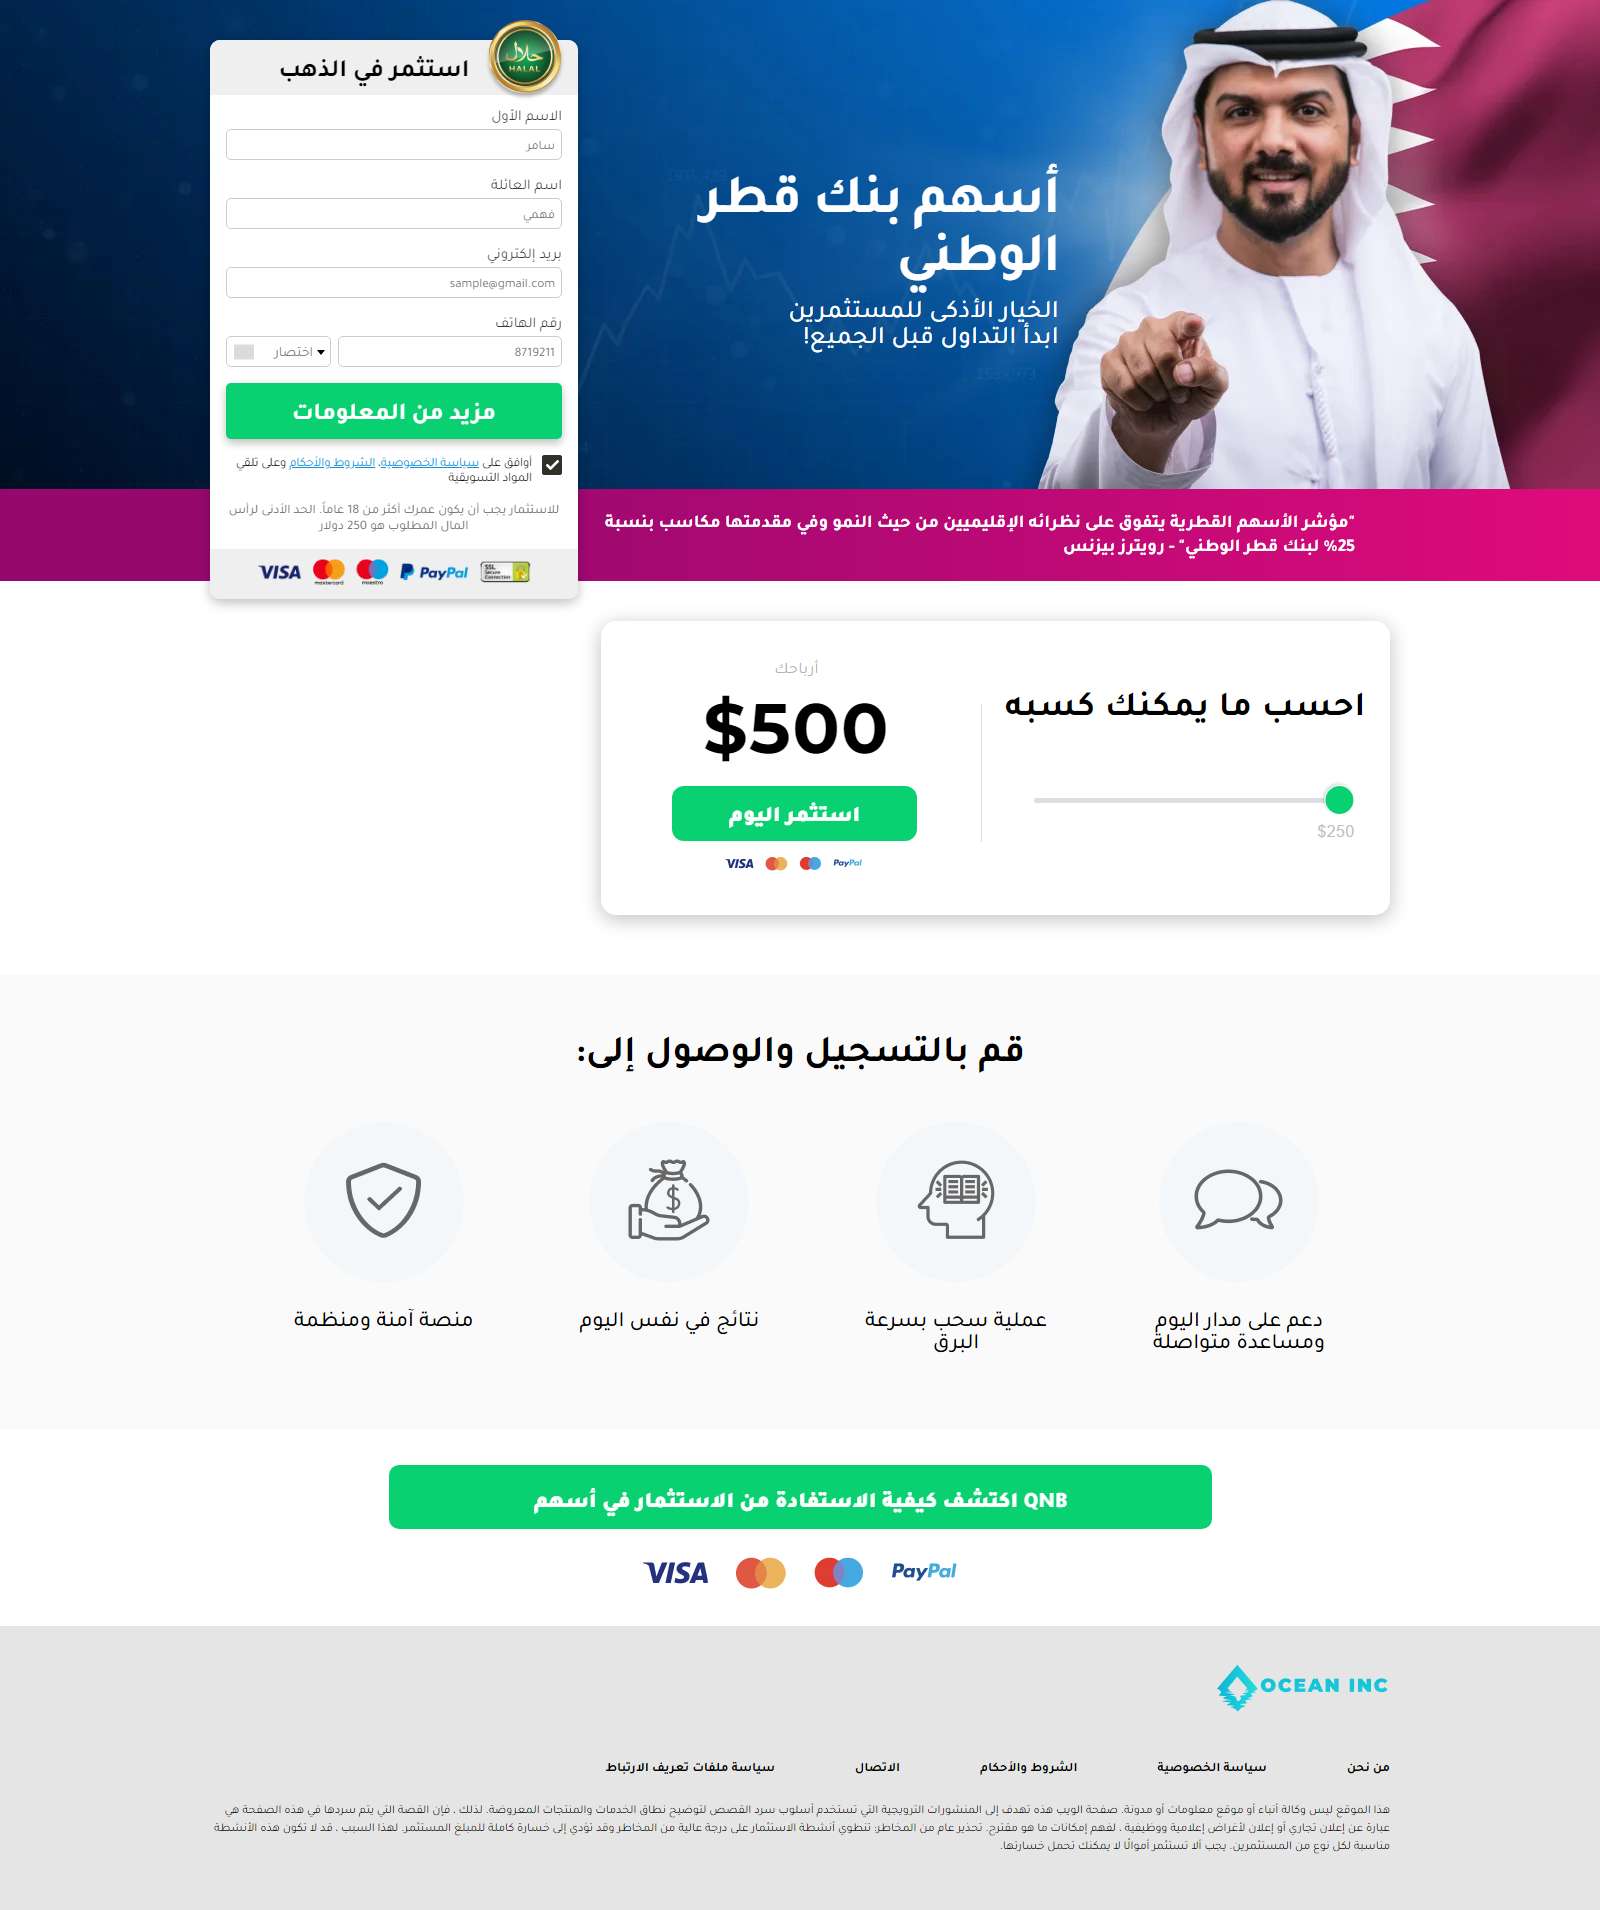 استثمر في الذهب
حلال
HALAL
الاسم الأول
سامر
اسم العائلة
فهمي
بريد إلكتروني
sample@gmail.com
رقم الهاتف
8719211
اختصار
مزيد من المعلومات
أوافق على سياسة الخصوصية، الشروط والأحكام وعلى تلقي
المواد التسويقية
للاستثمار يجب أن يكون عمرك أكثر من 18 عاماً. الحد الأدنى لرأس
المال المطلوب هو 250 دولار
VISA mastercard maestro PayPal SSL Secure Connection
أسهم بنك قطر
الوطني
الخيار الأذكى للمستثمرين
ابدأ التداول قبل الجميع!
"مؤشر الأسهم القطرية يتفوق على نظرائه الإقليميين من حيث النمو وفي مقدمتها مكاسب بنسبة
25% لبنك قطر الوطني" - رويترز بيزنس
احسب ما يمكنك كسبه
$250
أرباحك
$500
استثمر اليوم
VISA PayPal
قم بالتسجيل والوصول إلى:
دعم على مدار اليوم
ومساعدة متواصلة
عملية سحب بسرعة
البرق
نتائج في نفس اليوم
منصة آمنة ومنظمة
QNB اكتشف كيفية الاستفادة من الاستثمار في أسهم
VISA PayPal
OCEAN INC
من نحن
سياسة الخصوصية
الشروط والأحكام
الاتصال
سياسة ملفات تعريف الارتباط
هذا الموقع ليس وكالة أنباء أو موقع معلومات أو مدونة. صفحة الويب هذه تهدف إلى المنشورات الترويجية التي تستخدم أسلوب سرد القصص لتوضيح نطاق الخدمات والمنتجات المعروضة. لذلك ، فإن القصة التي يتم سردها في هذه الصفحة هي
عبارة عن إعلان تجاري أو إعلان لأغراض إعلامية ووظيفية ، لفهم إمكانات ما هو مقترح. تحذير عام من المخاطر: تنطوي أنشطة الاستثمار على درجة عالية من المخاطر وقد تؤدي إلى خسارة كاملة للمبلغ المستثمر. لهذا السبب ، قد لا تكون هذه الأنشطة
مناسبة لكل نوع من المستثمرين. يجب ألا تستثمر أموالًا لا يمكنك تحمل خسارتها.